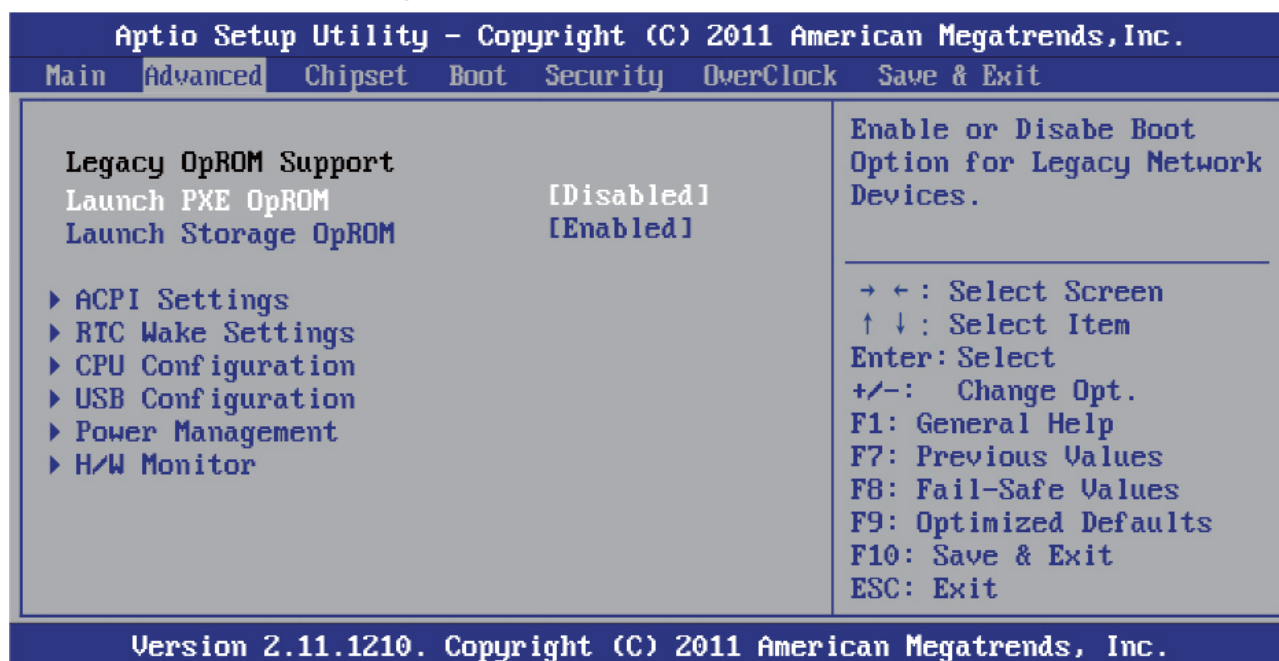 Aptio Setup Utility – Copyright (C) 2011 American Megatrends,Inc.
Main Advanced Chipset Boot Security OverClock Save & Exit
Legacy OpROM Support
Launch PXE OpROM [Disabled]
Launch Storage OpROM [Enabled]
▶ ACPI Settings
▶ RTC Wake Settings
▶ CPU Configuration
▶ USB Configuration
▶ Power Management
▶ H/W Monitor
Enable or Disabe Boot
Option for Legacy Network
Devices.
→ ←: Select Screen
↑ ↓: Select Item
Enter: Select
+/-: Change Opt.
F1: General Help
F7: Previous Values
F8: Fail-Safe Values
F9: Optimized Defaults
F10: Save & Exit
ESC: Exit
Version 2.11.1210. Copyright (C) 2011 American Megatrends, Inc.